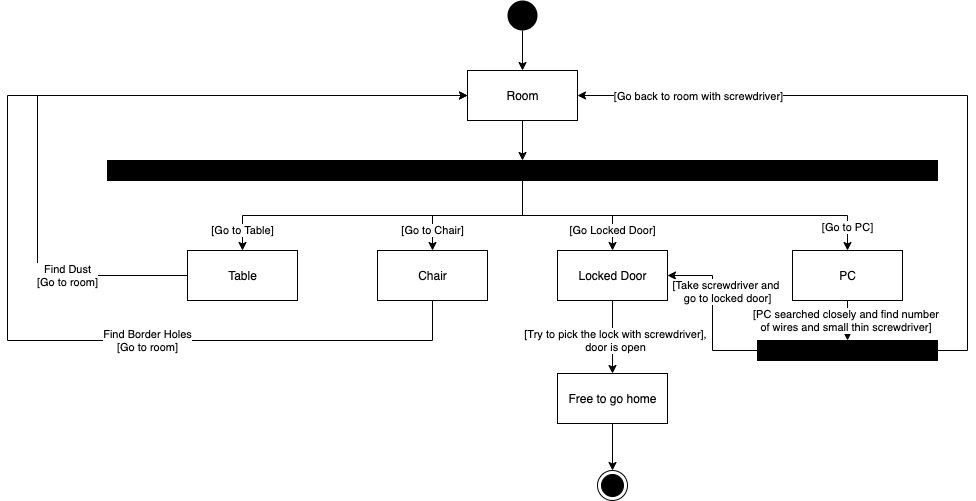 Room
[Go back to room with screwdriver]
[Go to Table]
[Go to Chair]
[Go Locked Door]
[Go to PC]
Table
Chair
Locked Door
PC
Find Dust
[Go to room]
[Take screwdriver and
go to locked door]
[PC searched closely and find number
of wires and small thin screwdriver]
Find Border Holes
[Go to room]
[Try to pick the lock with screwdriver],
door is open
Free to go home